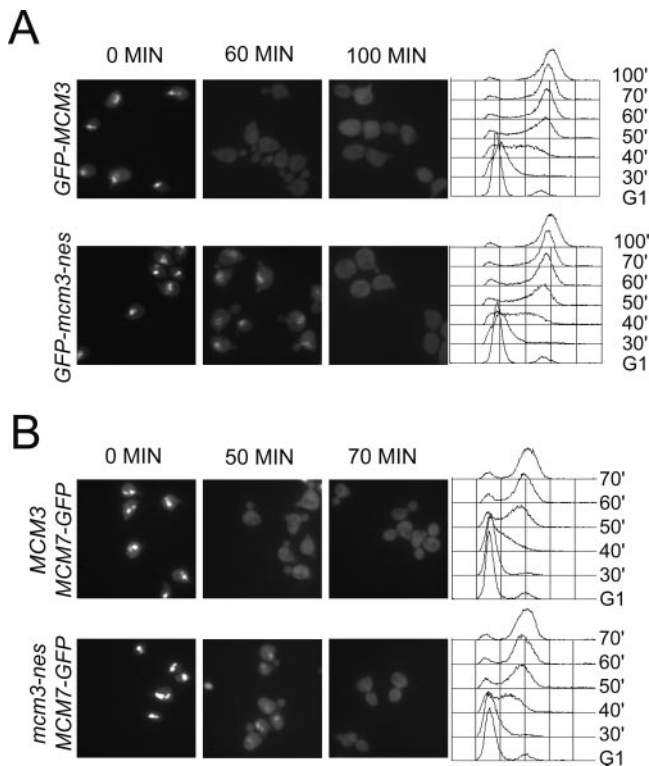 A
0 MIN 60 MIN 100 MIN
GFP-MCM3
100'
70'
60'
50'
40'
30'
G1
GFP-mcm3-nes
100'
70'
60'
50'
40'
30'
G1
B
0 MIN 50 MIN 70 MIN
MCM3
MCM7-GFP
70'
60'
50'
40'
30'
G1
mcm3-nes
MCM7-GFP
70'
60'
50'
40'
30'
G1